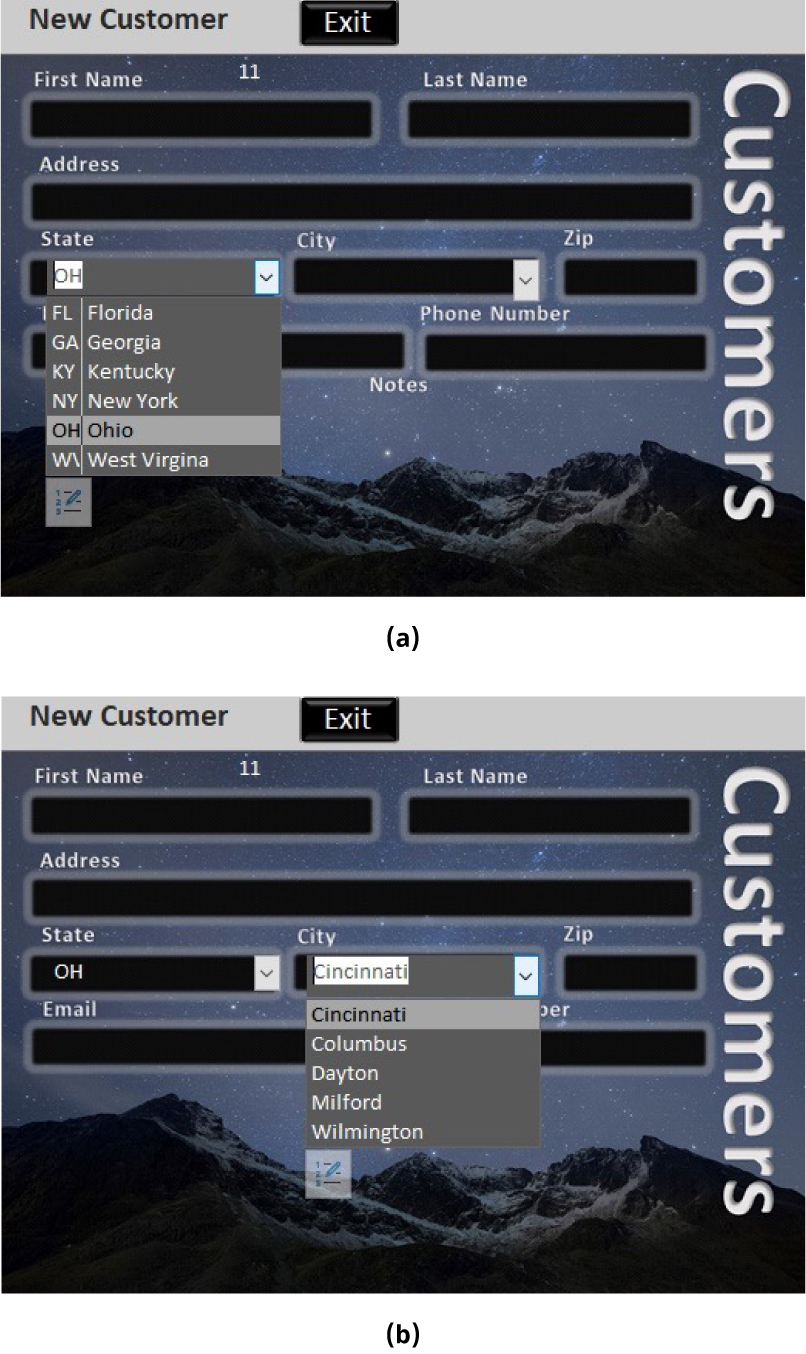 New Customer
Exit
11
First Name
Last Name
Customers
Address
State
City
Zip
OH
FL Florida
Phone Number
GA Georgia
KY Kentucky
Notes
NY New York
OH Ohio
W\ West Virgina
(a)
New Customer
Exit
11
First Name
Last Name
Customers
Address
State
City
Zip
OH
Cincinnati
Email
ber
Cincinnati
Columbus
Dayton
Milford
Wilmington
(b)